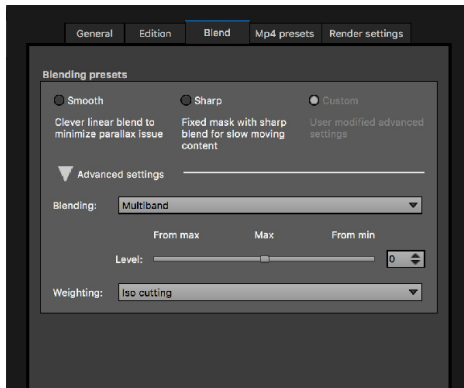 General Edition Blend Mp4 presets Render settings
Blending presets
Smooth Sharp Custom
Clever linear blend to Fixed mask with sharp User modified advanced
minimize parallax issue blend for slow moving settings
content
Advanced settings
Blending: Multiband
From max Max From min
Level: 0
Weighting: Iso cutting